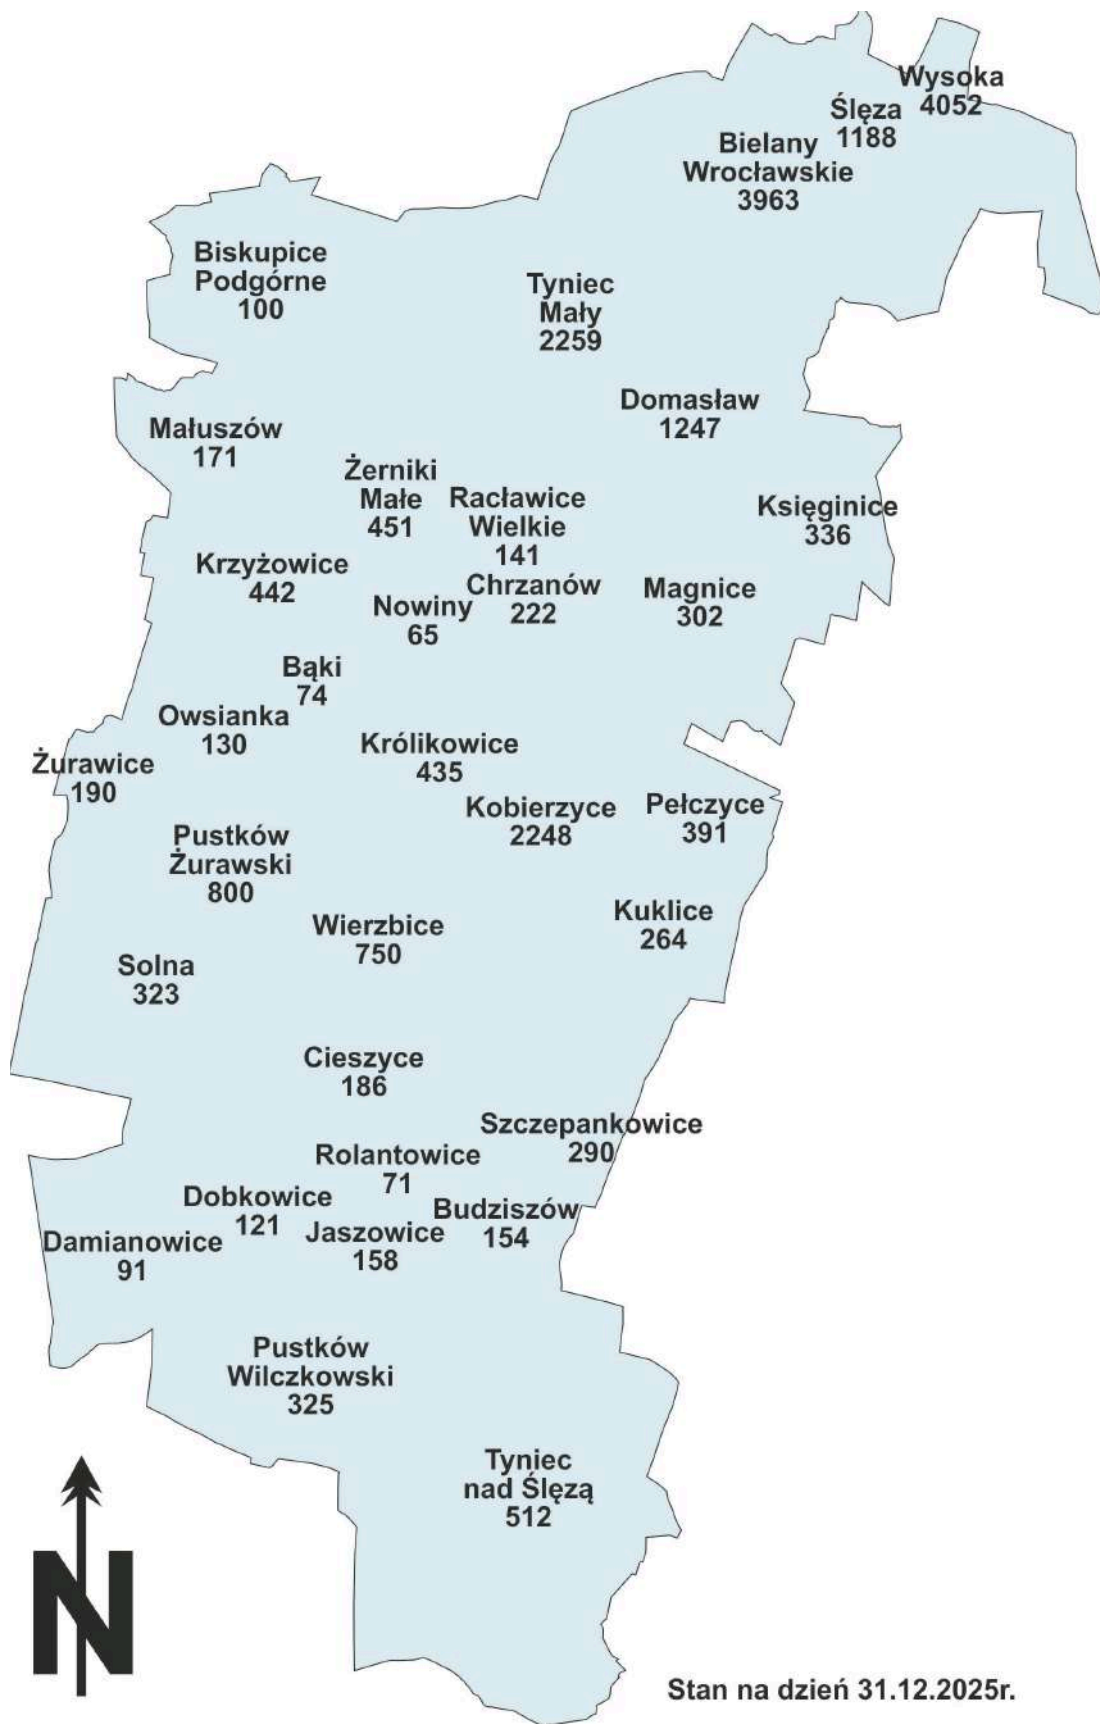 Wysoka
4052
Ślęza
1188
Bielany
Wrocławskie
3963
Biskupice
Podgórne
100
Tyniec
Mały
2259
Domasław
1247
Małuszów
171
Żerniki
Małe
451
Racławice
Wielkie
141
Księginice
336
Krzyżowice
442
Nowiny
65
Chrzanów
222
Magnice
302
Bąki
74
Owsianka
130
Żurawice
190
Królikowice
435
Kobierzyce
2248
Pełczyce
391
Pustków
Żurawski
800
Wierzbice
750
Kuklice
264
Solna
323
Cieszyce
186
Szczepankowice
290
Rolantowice
71
Dobkowice
121
Budziszów
154
Jaszowice
158
Damianowice
91
Pustków
Wilczkowski
325
Tyniec
nad Ślęzą
512
N
Stan na dzień 31.12.2025r.